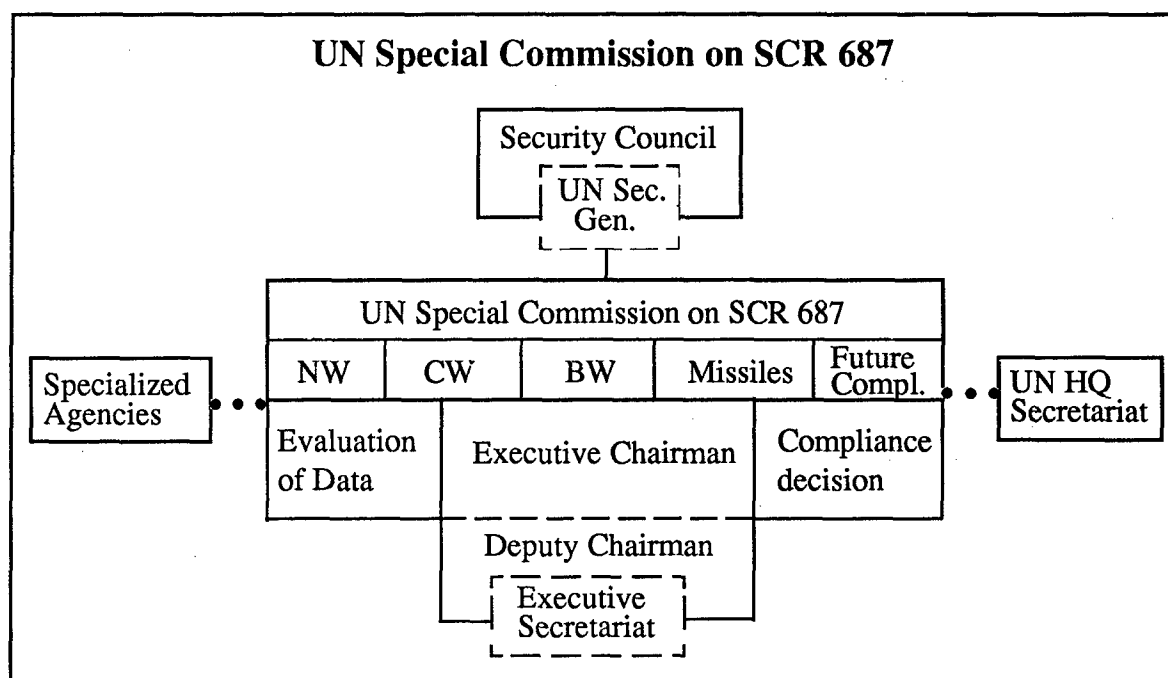 UN Special Commission on SCR 687
Security Council
UN Sec.
Gen.
UN Special Commission on SCR 687
NW
CW
BW
Missiles
Future
Compl.
Specialized
Agencies
UN HQ
Secretariat
Evaluation
of Data
Executive Chairman
Compliance
decision
Deputy Chairman
Executive
Secretariat